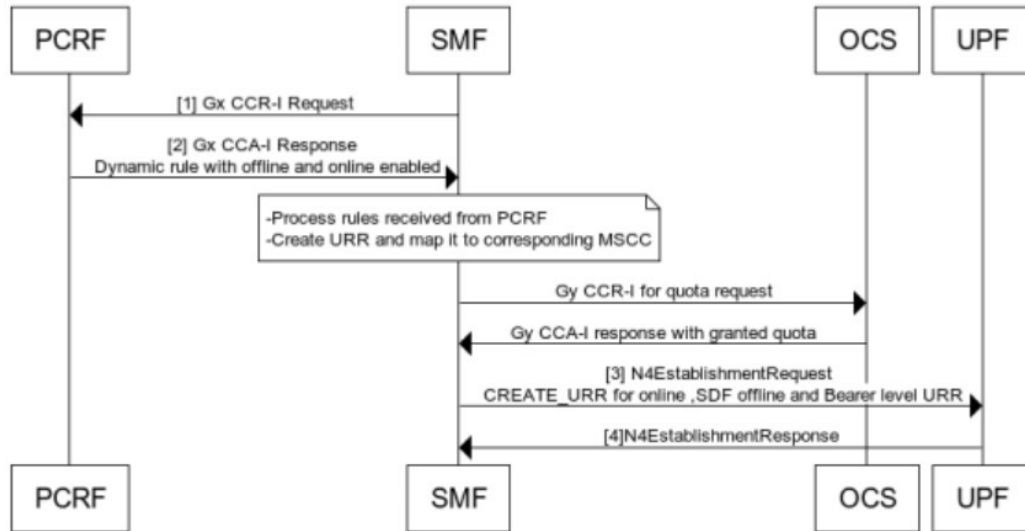 PCRF
SMF
OCS
UPF
[1] Gx CCR-I Request
[2] Gx CCA-I Response
Dynamic rule with offline and online enabled
-Process rules received from PCRF
-Create URR and map it to corresponding MSCC
Gy CCR-I for quota request
Gy CCA-I response with granted quota
[3] N4EstablishmentRequest
CREATE_URR for online ,SDF offline and Bearer level URR
[4]N4EstablishmentResponse
PCRF
SMF
OCS
UPF